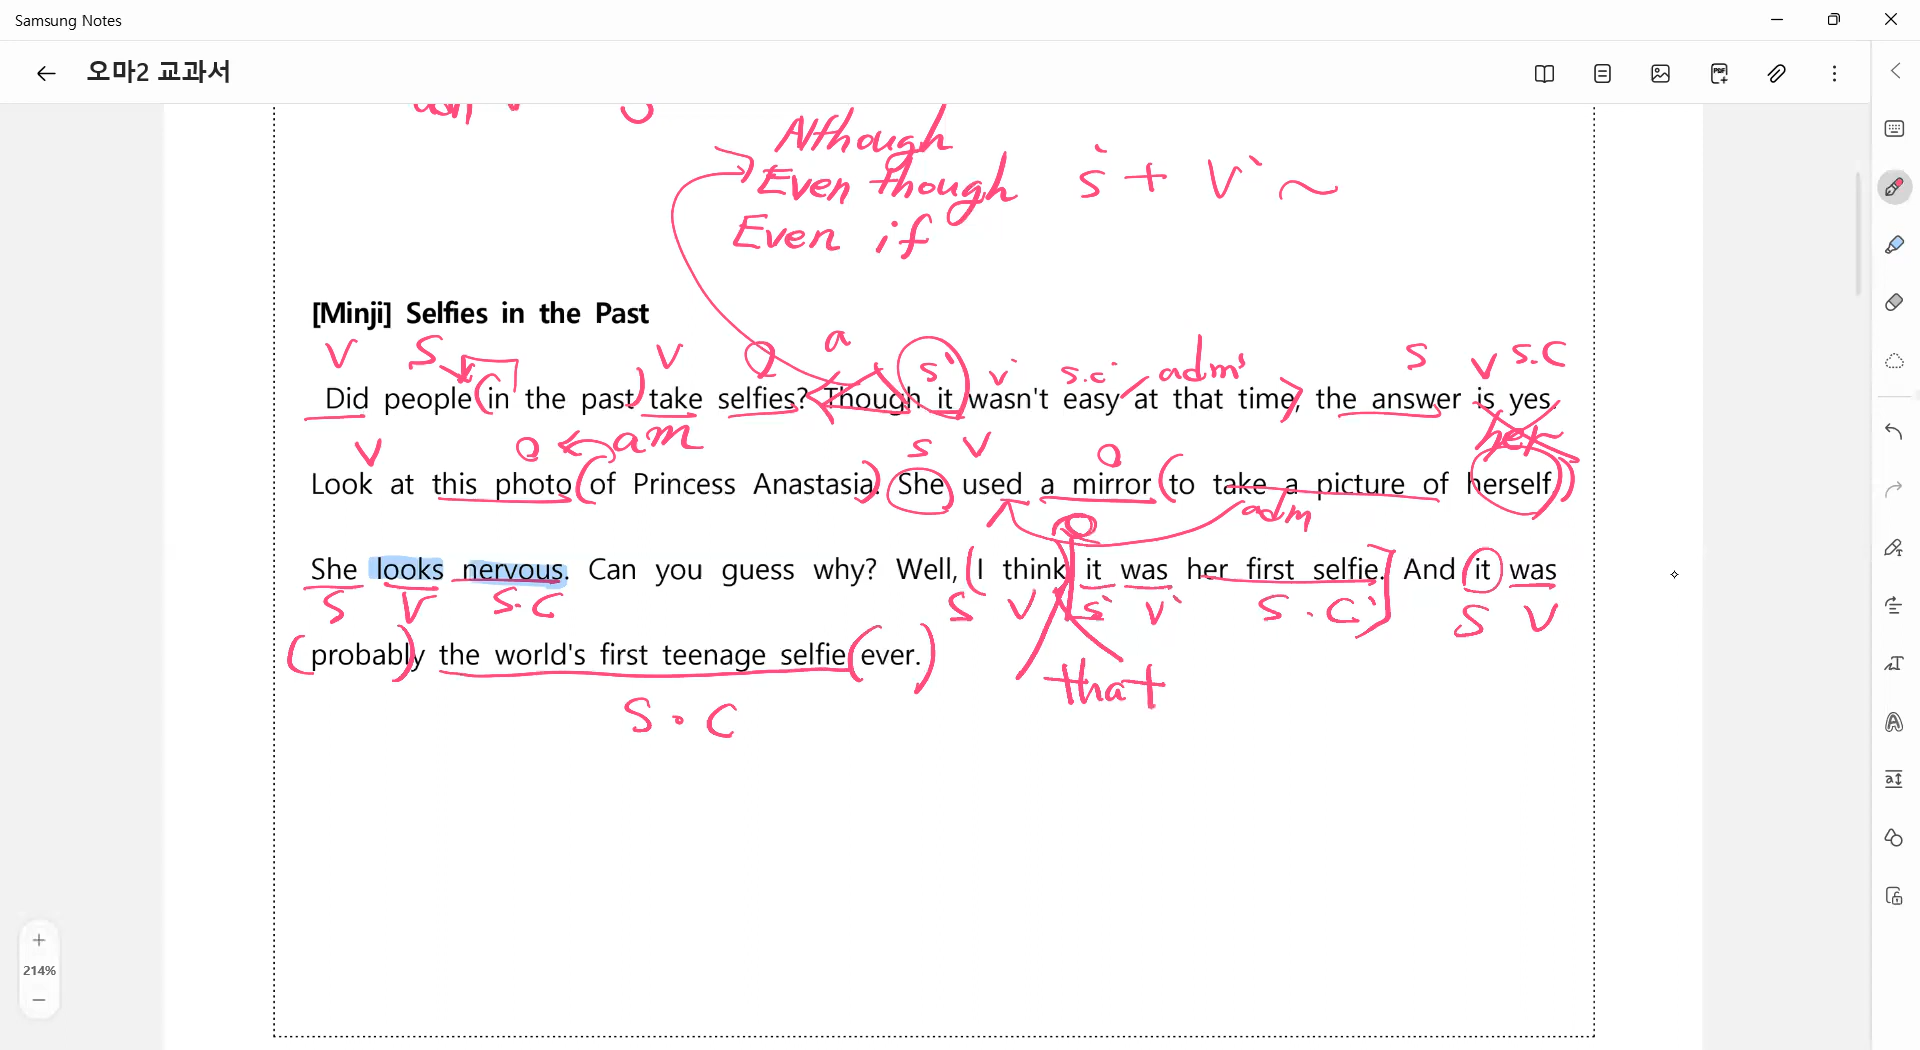 Samsung Notes
오마2 교과서
Although
Even though s' + v' ~
Even if
[Minji] Selfies in the Past
V S V O a s' v' s.c' adm' S V S.C
Did people in the past take selfies? Though it wasn't easy at that time, the answer is yes.
V O am S V O her
Look at this photo of Princess Anastasia. She used a mirror to take a picture of herself.
adm
O
She looks nervous. Can you guess why? Well, I think it was her first selfie. And it was
S V S.C S V S' V' S.C' S V
probably the world's first teenage selfie ever.
that
S.C
214%